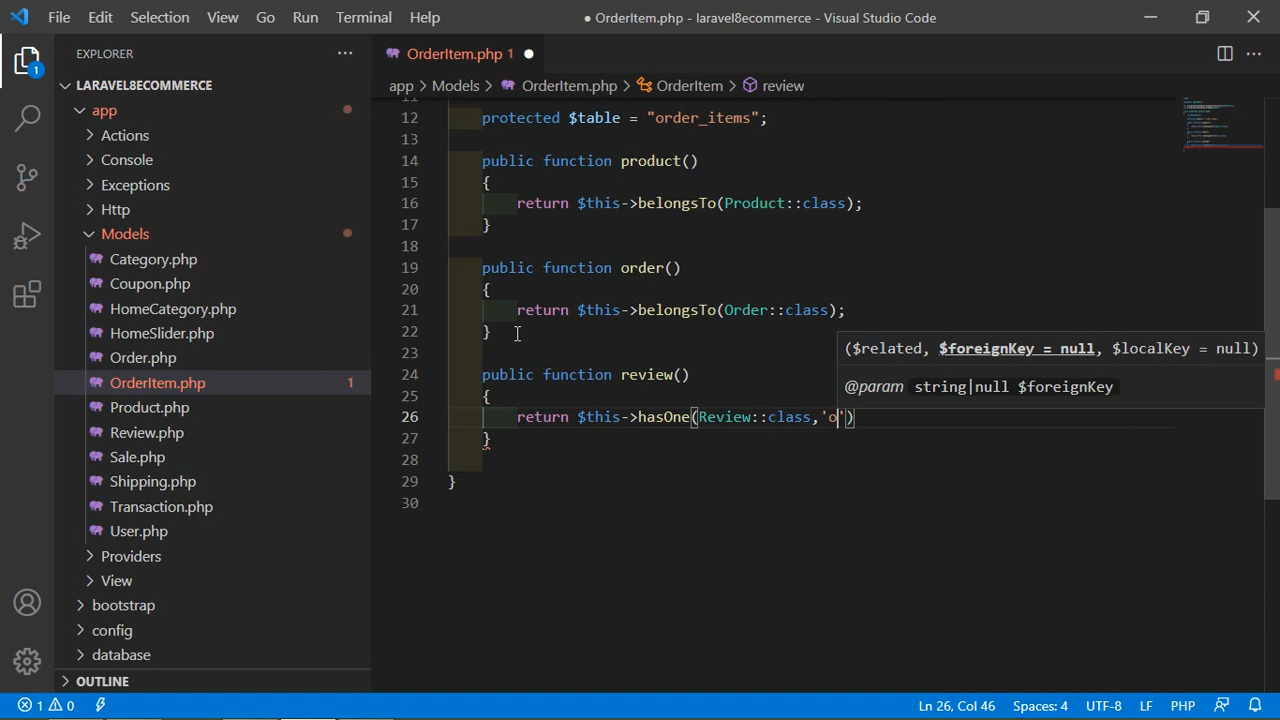 File Edit Selection View Go Run Terminal Help ● OrderItem.php - laravel8ecommerce - Visual Studio Code
EXPLORER ···
OrderItem.php 1 ●
LARAVEL8ECOMMERCE
app > Models > OrderItem.php > OrderItem > review
1
app
Actions
Console
Exceptions
Http
Models
Category.php
Coupon.php
HomeCategory.php
HomeSlider.php
Order.php
OrderItem.php 1
Product.php
Review.php
Sale.php
Shipping.php
Transaction.php
User.php
Providers
View
bootstrap
config
database
OUTLINE
11
12 protected $table = "order_items";
13
14 public function product()
15 {
16 return $this->belongsTo(Product::class);
17 }
18
19 public function order()
20 {
21 return $this->belongsTo(Order::class);
22 }
23
24 public function review()
25 {
26 return $this->hasOne(Review::class,'o')
27 }
28
29 }
30
($related, $foreignKey = null, $localKey = null)
@param string|null $foreignKey
1 0 Ln 26, Col 46 Spaces: 4 UTF-8 LF PHP